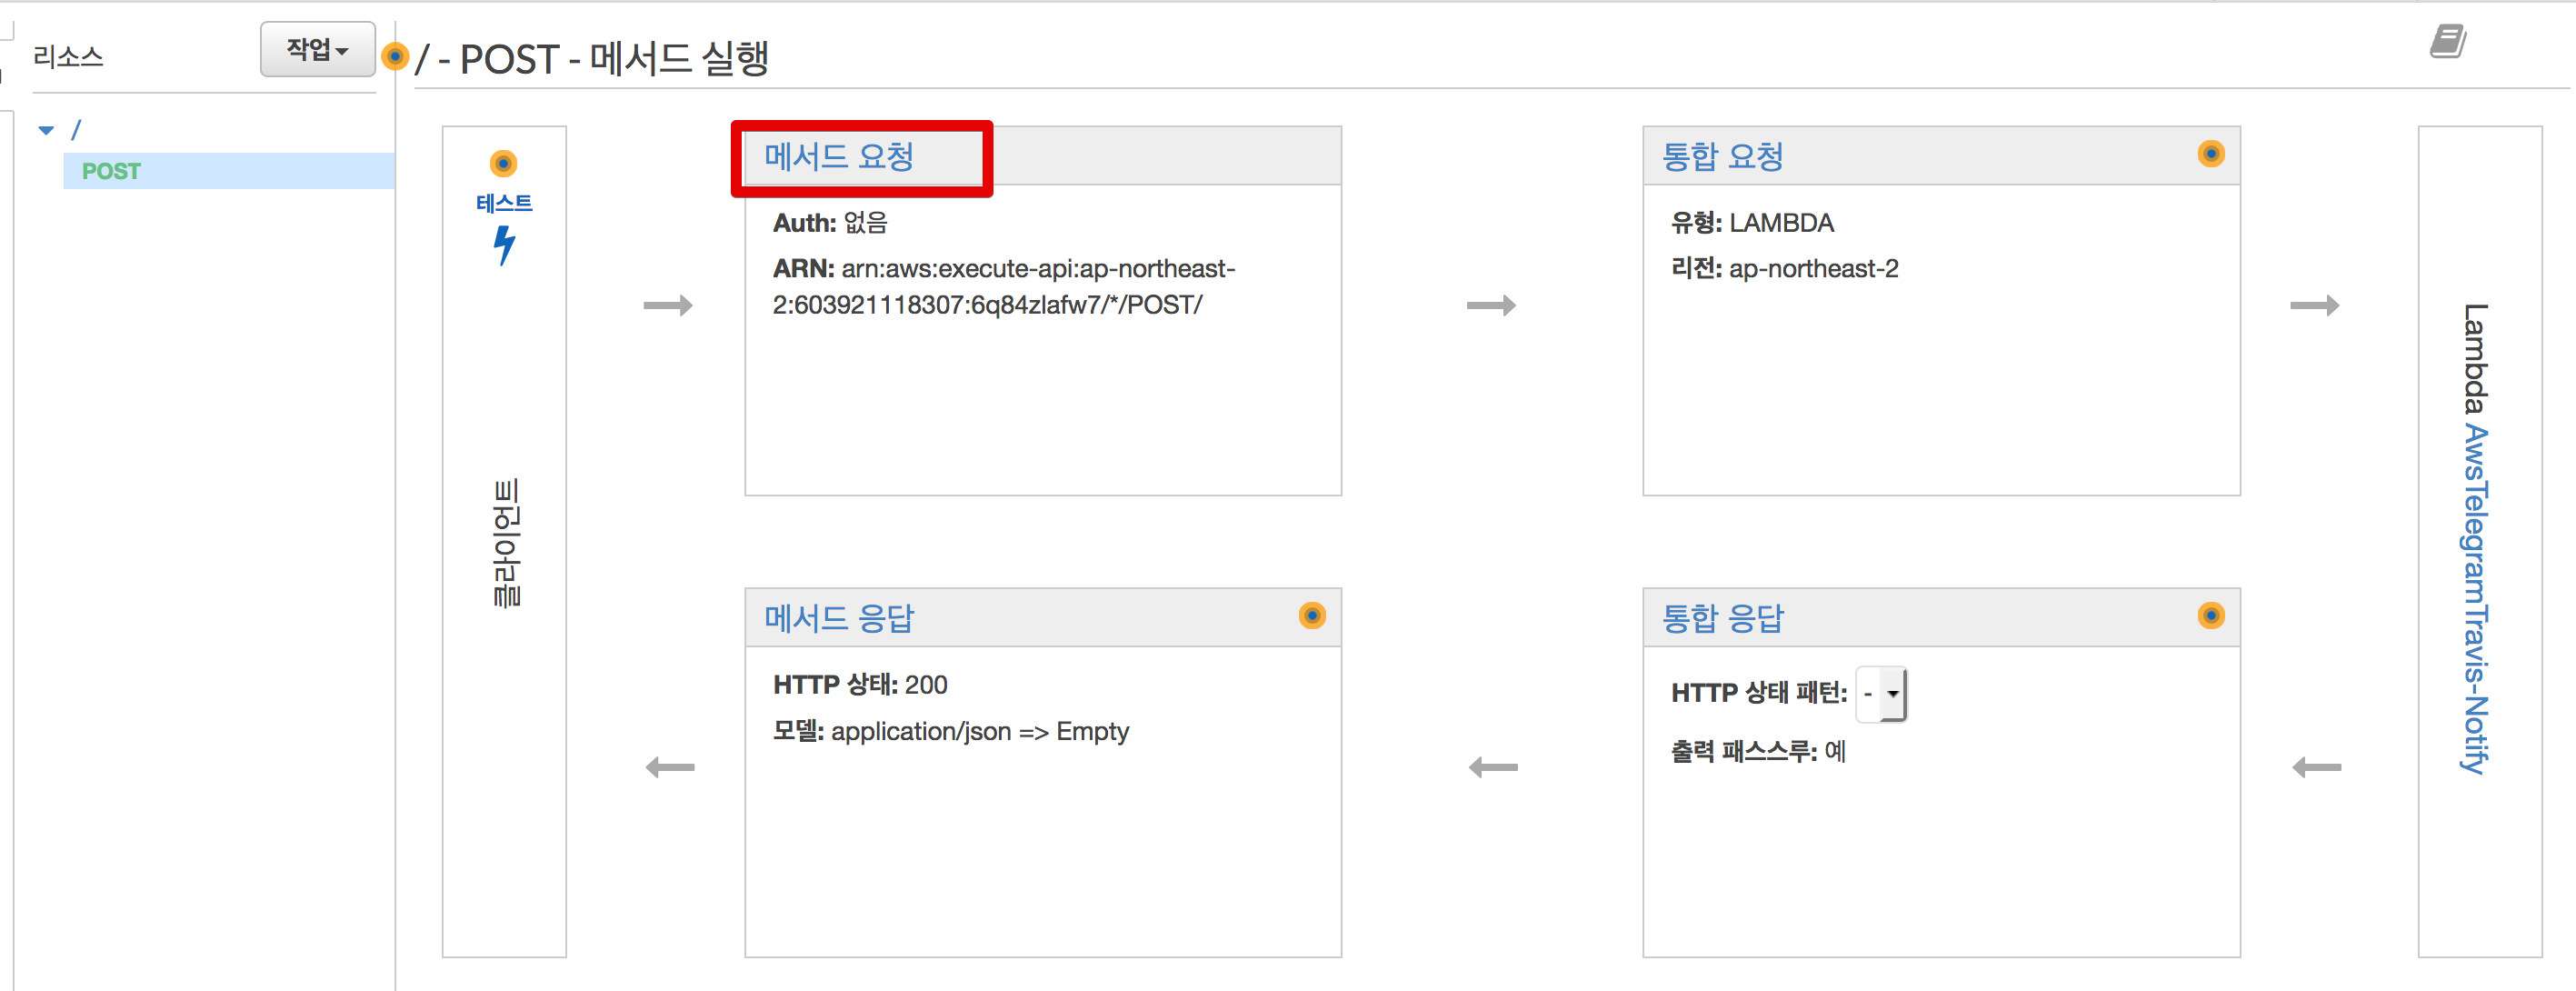 리소스
작업
/ - POST - 메서드 실행
/
POST
테스트
클라이언트
메서드 요청
Auth: 없음
ARN: arn:aws:execute-api:ap-northeast-
2:603921118307:6q84zlafw7/*/POST/
통합 요청
유형: LAMBDA
리전: ap-northeast-2
Lambda AwsTelegramTravis-Notify
메서드 응답
HTTP 상태: 200
모델: application/json => Empty
통합 응답
HTTP 상태 패턴: -
출력 패스스루: 예